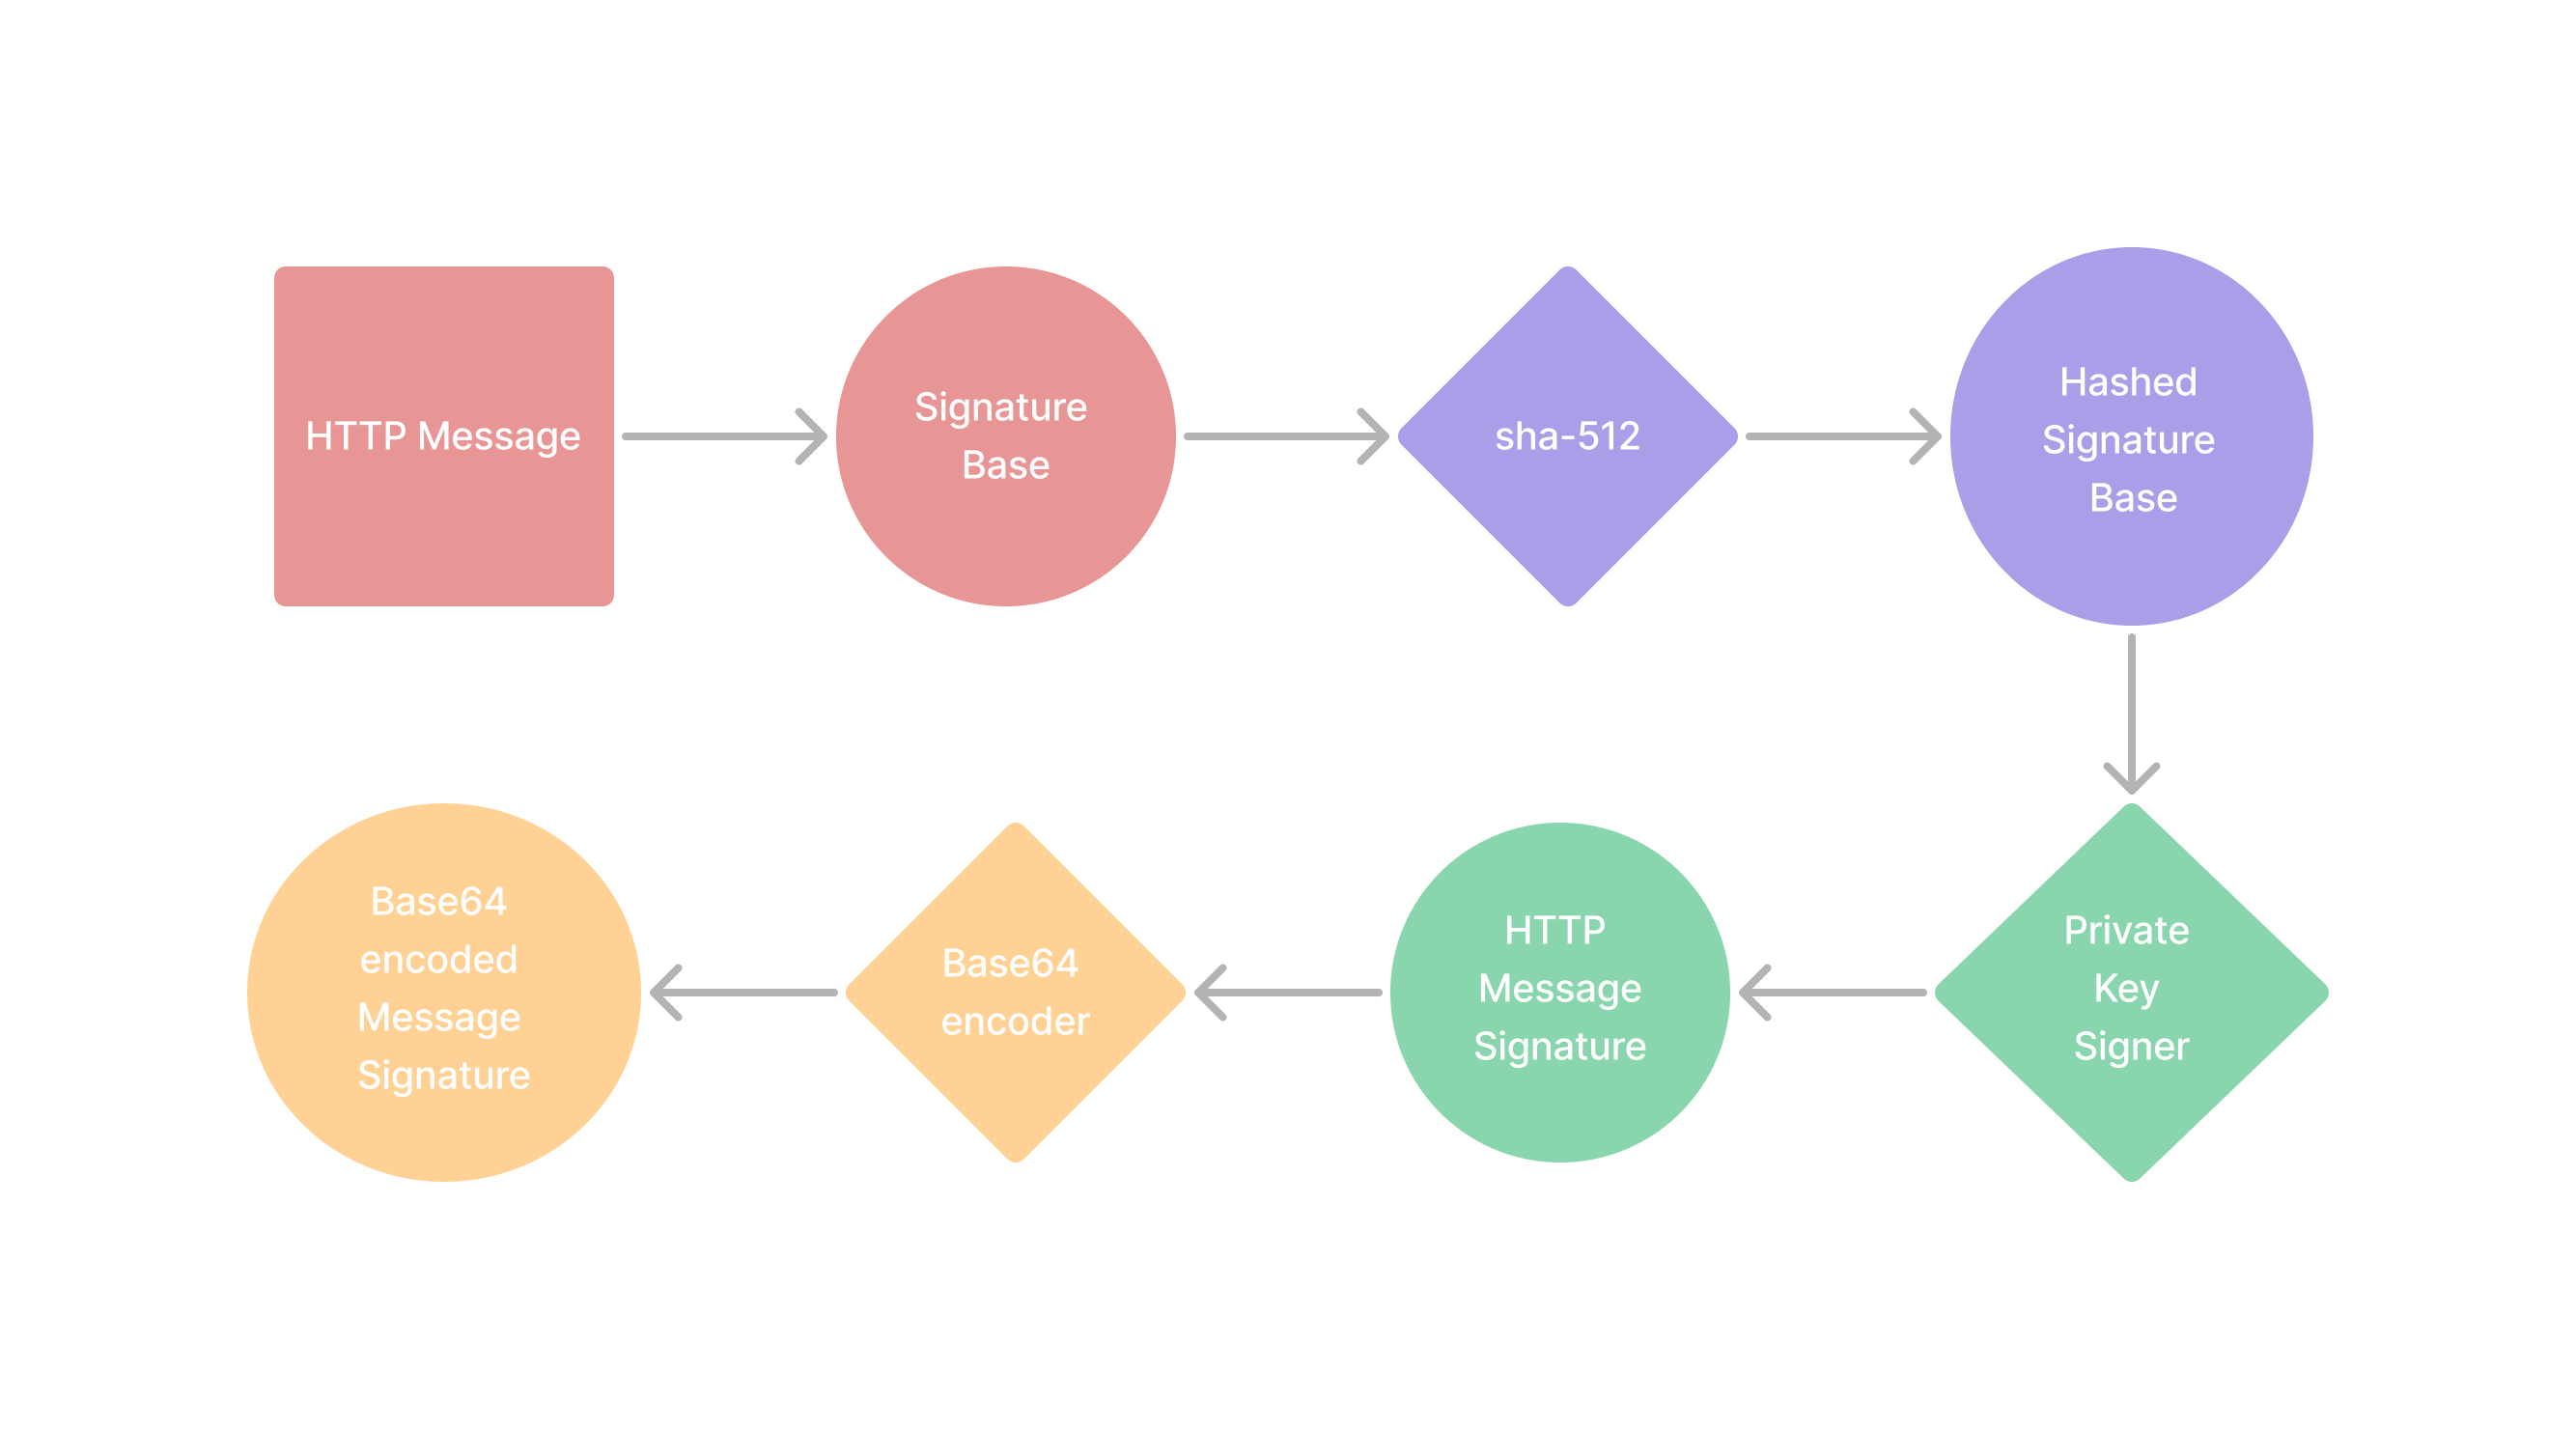 HTTP Message
Signature
Base
sha-512
Hashed
Signature
Base
Private
Key
Signer
HTTP
Message
Signature
Base64
encoder
Base64
encoded
Message
Signature